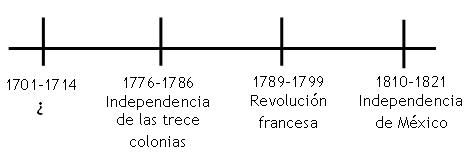 1701-1714
¿
1776-1786
Independencia
de las trece
colonias
1789-1799
Revolución
francesa
1810-1821
Independencia
de México